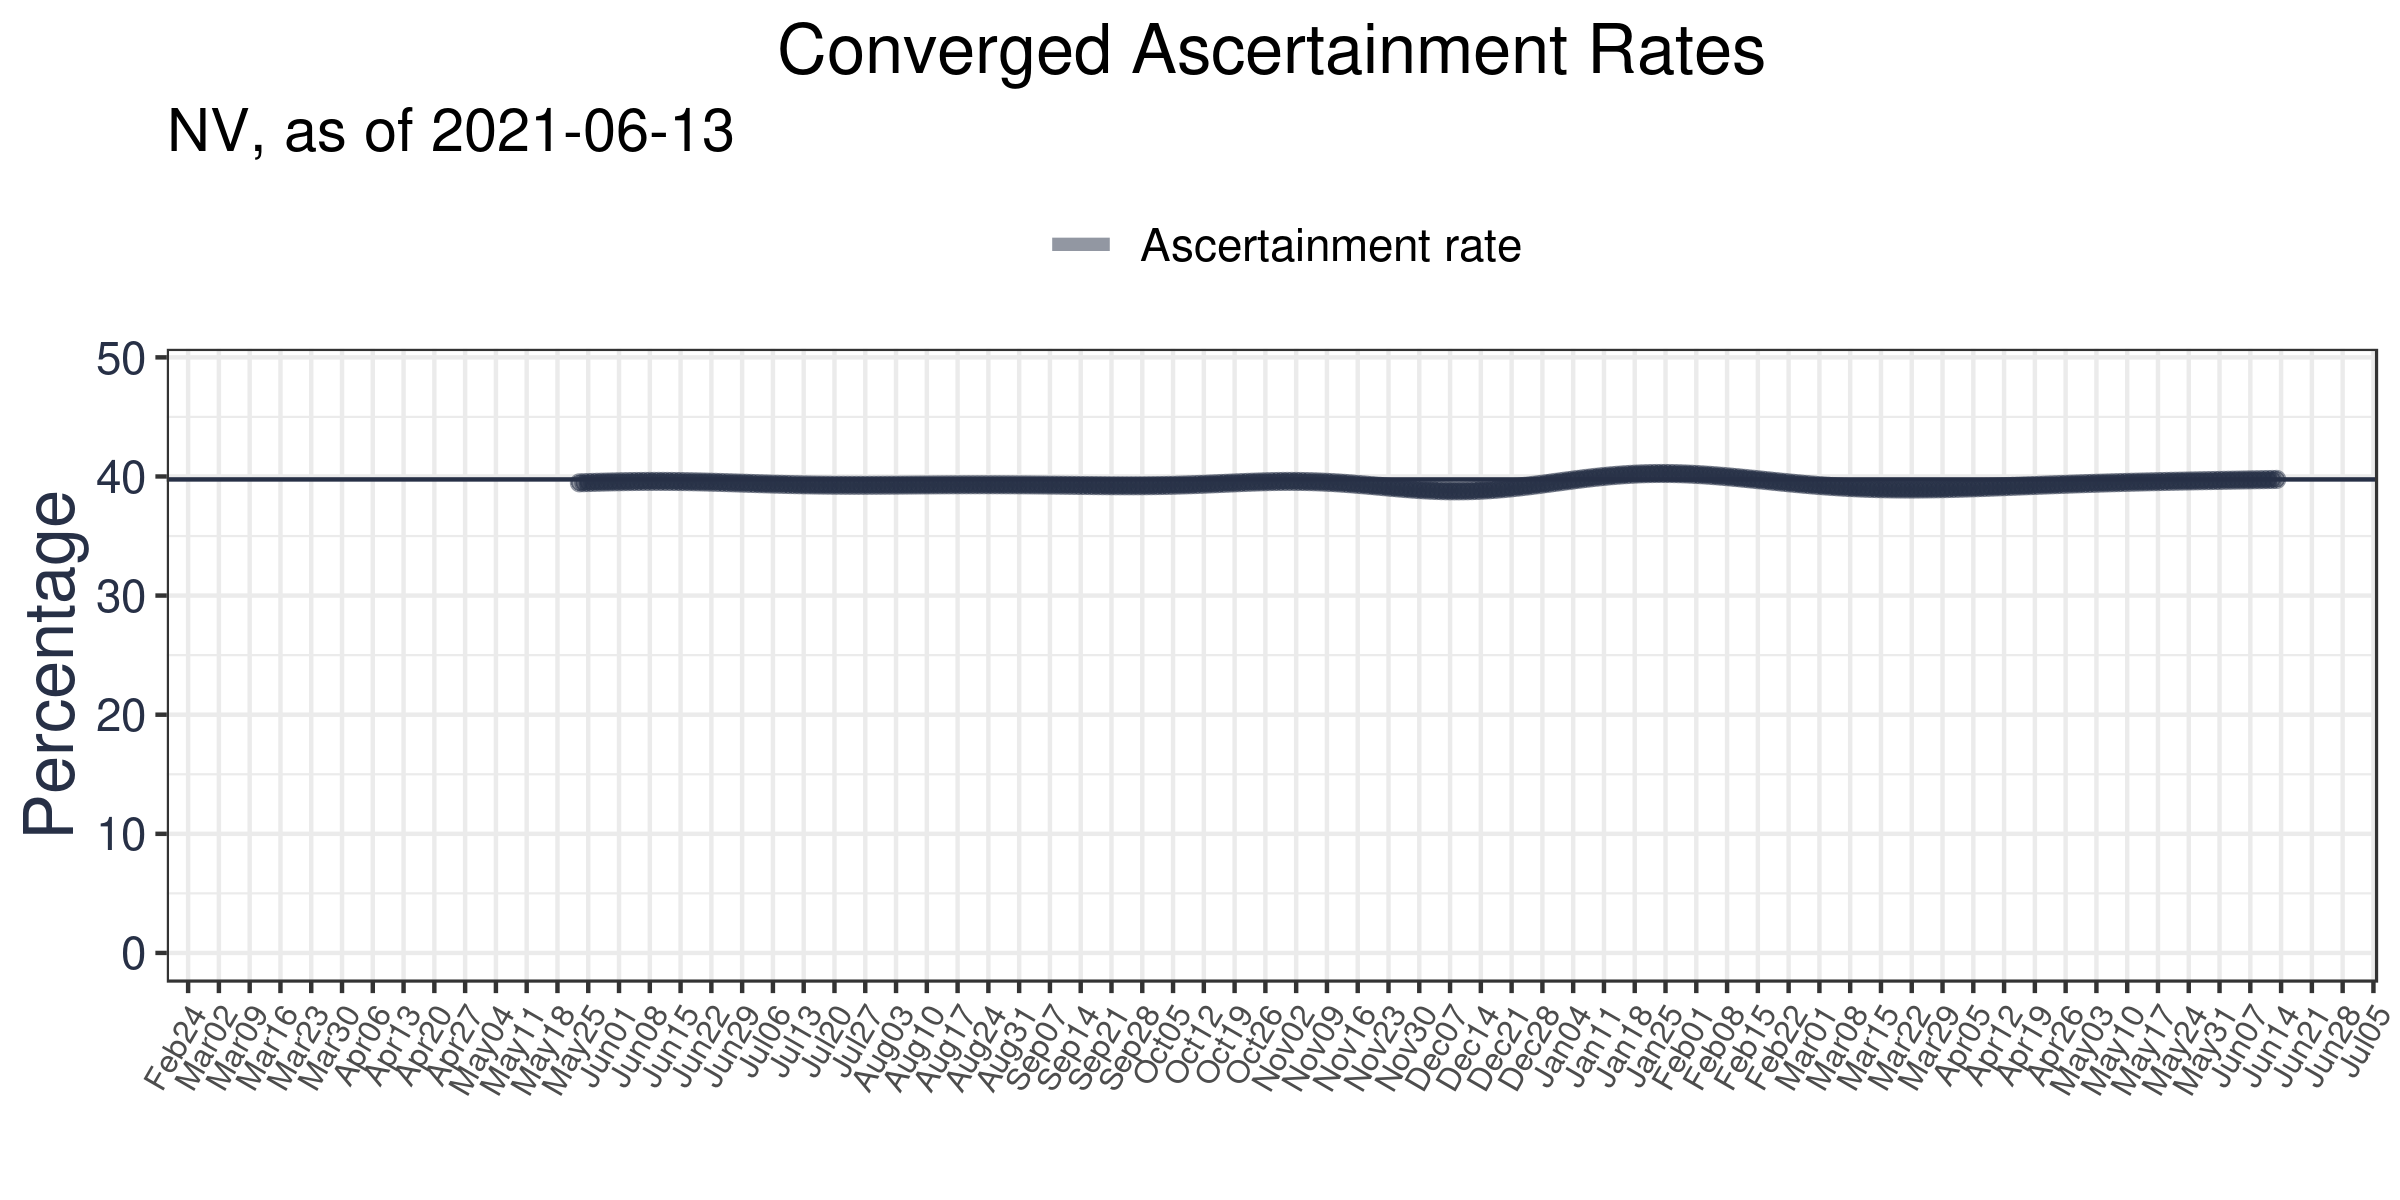 Converged Ascertainment Rates
NV, as of 2021-06-13
Ascertainment rate
Percentage
50
40
30
20
10
0
Feb24 Mar02 Mar09 Mar16 Mar23 Mar30 Apr06 Apr13 Apr20 Apr27 May04 May11 May18 May25 Jun01 Jun08 Jun15 Jun22 Jun29 Jul06 Jul13 Jul20 Jul27 Aug03 Aug10 Aug17 Aug24 Aug31 Sep07 Sep14 Sep21 Sep28 Oct05 Oct12 Oct19 Oct26 Nov02 Nov09 Nov16 Nov23 Nov30 Dec07 Dec14 Dec21 Dec28 Jan04 Jan11 Jan18 Jan25 Feb01 Feb08 Feb15 Feb22 Mar01 Mar08 Mar15 Mar22 Mar29 Apr05 Apr12 Apr19 Apr26 May03 May10 May17 May24 May31 Jun07 Jun14 Jun21 Jun28 Jul05